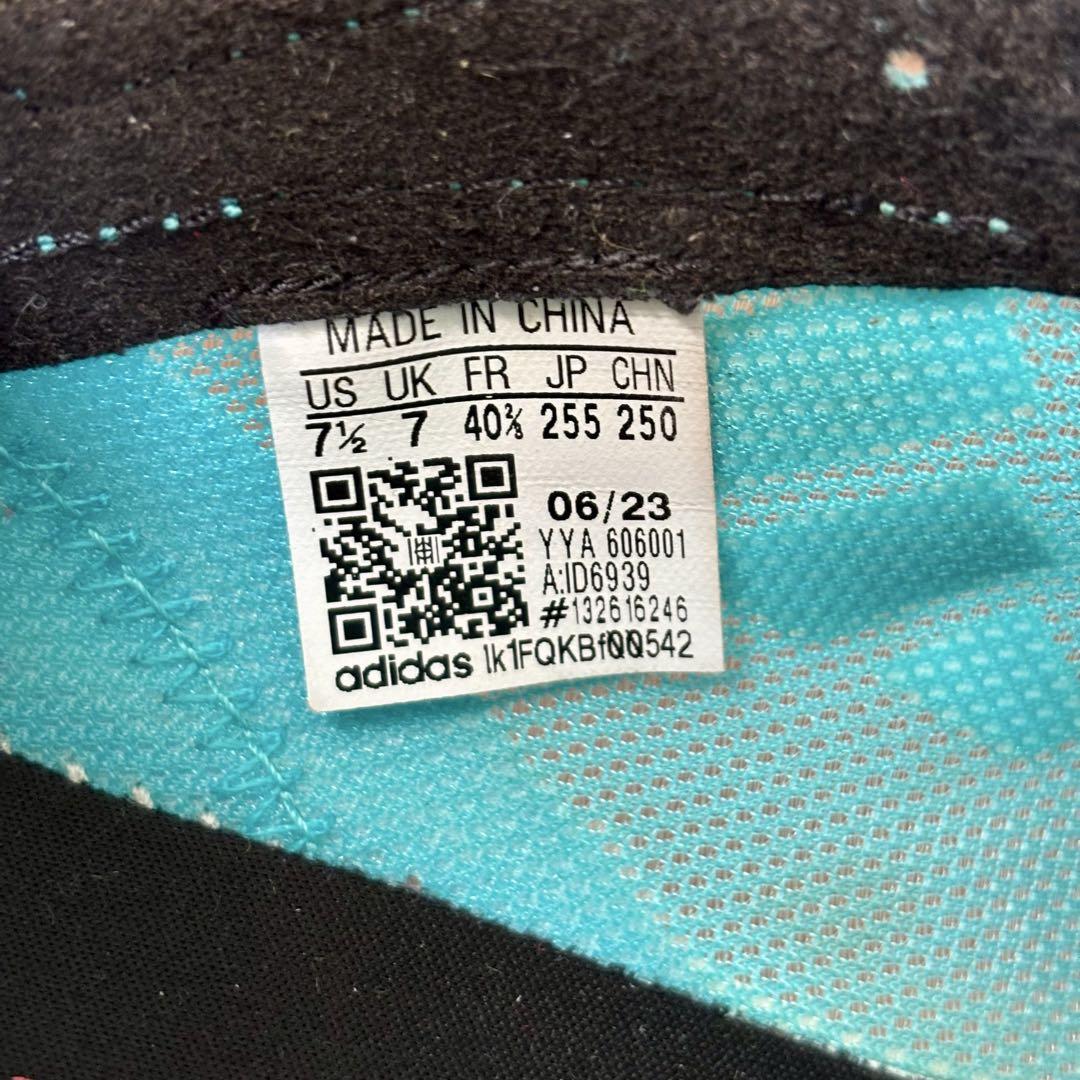 MADE IN CHINA
US UK FR JP CHN
7½ 7 40⅔ 255 250
06/23
YYA 606001
A:ID6939
#132616246
adidas lk1FQKBf00542